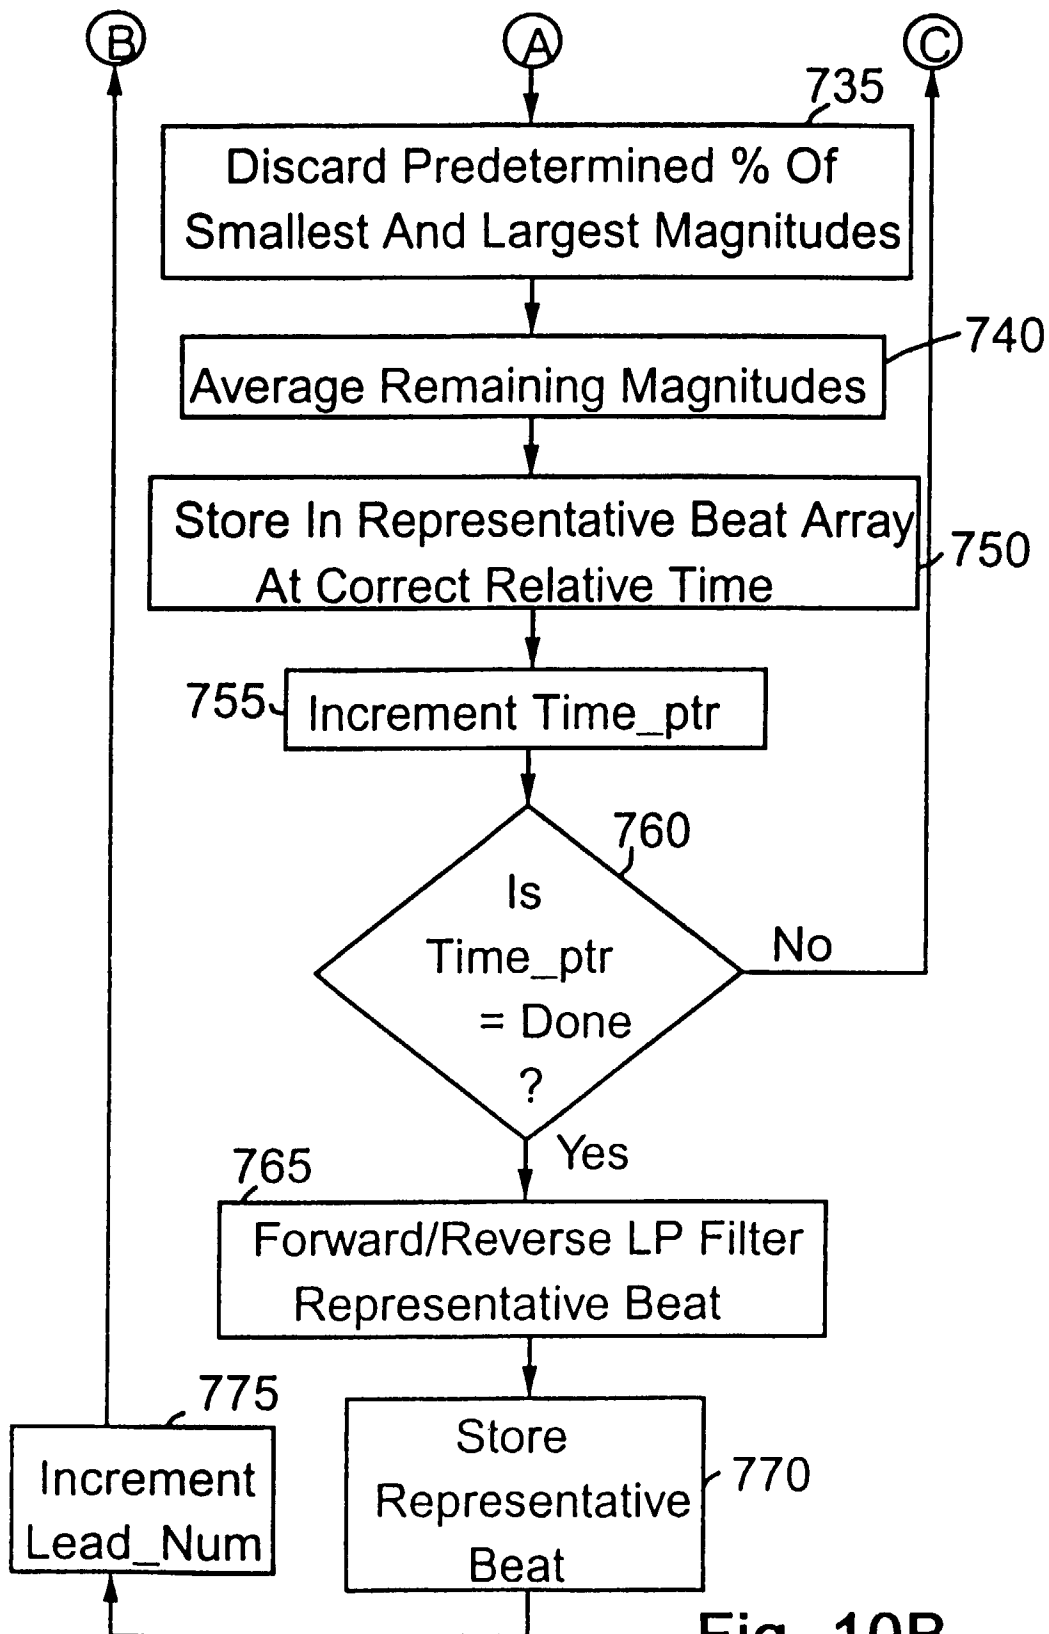 B
A
C
735
Discard Predetermined % Of
Smallest And Largest Magnitudes
740
Average Remaining Magnitudes
Store In Representative Beat Array
At Correct Relative Time
750
755
Increment Time_ptr
760
Is
Time_ptr
= Done
?
No
Yes
765
Forward/Reverse LP Filter
Representative Beat
775
Increment
Lead_Num
Store
Representative
Beat
770
Fig. 10B